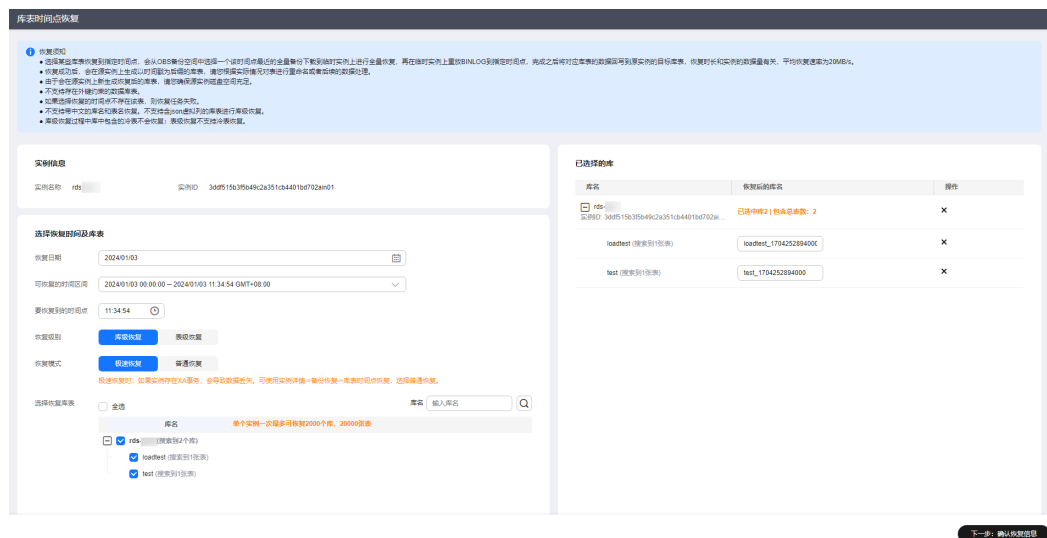 库表时间点恢复
恢复须知
• 选择某些库表恢复到指定时间点，会从OBS备份空间中选择一个该时间点最近的全量备份下载到临时实例上进行全量恢复，再在临时实例上重放BINLOG到指定时间点，完成之后将对应库表的数据回写到原实例的目标库表，恢复时长和实例的数据量有关，平均恢复速率为20MB/s。
• 恢复成功后，会在源实例上生成以时间戳为后缀的库表，请您根据实际情况对表进行重命名或者后续的数据处理。
• 由于会在源实例上新生成恢复后的库表，请您确保源实例磁盘空间充足。
• 不支持存在外键约束的数据库表。
• 如果选择恢复的时间点不存在该表，则恢复任务失败。
• 不支持带中文的库名和表名恢复。不支持含json虚拟列的库表进行库级恢复。
• 库级恢复过程中库中包含的冷表不会恢复；表级恢复不支持冷表恢复。
实例信息
实例名称 rds 实例ID 3ddf515b3f5b49c2a351cb4401bd702ain01
选择恢复时间及库表
恢复日期 2024/01/03
可恢复的时间区间 2024/01/03 00:00:00 – 2024/01/03 11:34:54 GMT+08:00
要恢复到的时间点 11:34:54
恢复级别 库级恢复 表级恢复
恢复模式 极速恢复 普通恢复
极速恢复时，如果实例存在XA事务，会导致数据丢失。可使用实例详情->备份恢复->库表时间点恢复，选择普通恢复。
选择恢复库表 全选 库名 输入库名
库名 单个实例一次最多可恢复2000个库，20000张表
rds- (搜索到2个库)
loadtest (搜索到1张表)
test (搜索到1张表)
已选择的库
库名 恢复后的库名 操作
rds- 已选中库2 | 包含总表数：2
实例ID: 3ddf515b3f5b49c2a351cb4401bd702ai...
loadtest (搜索到1张表) loadtest_170425289400
test (搜索到1张表) test_1704252894000
下一步：确认恢复信息